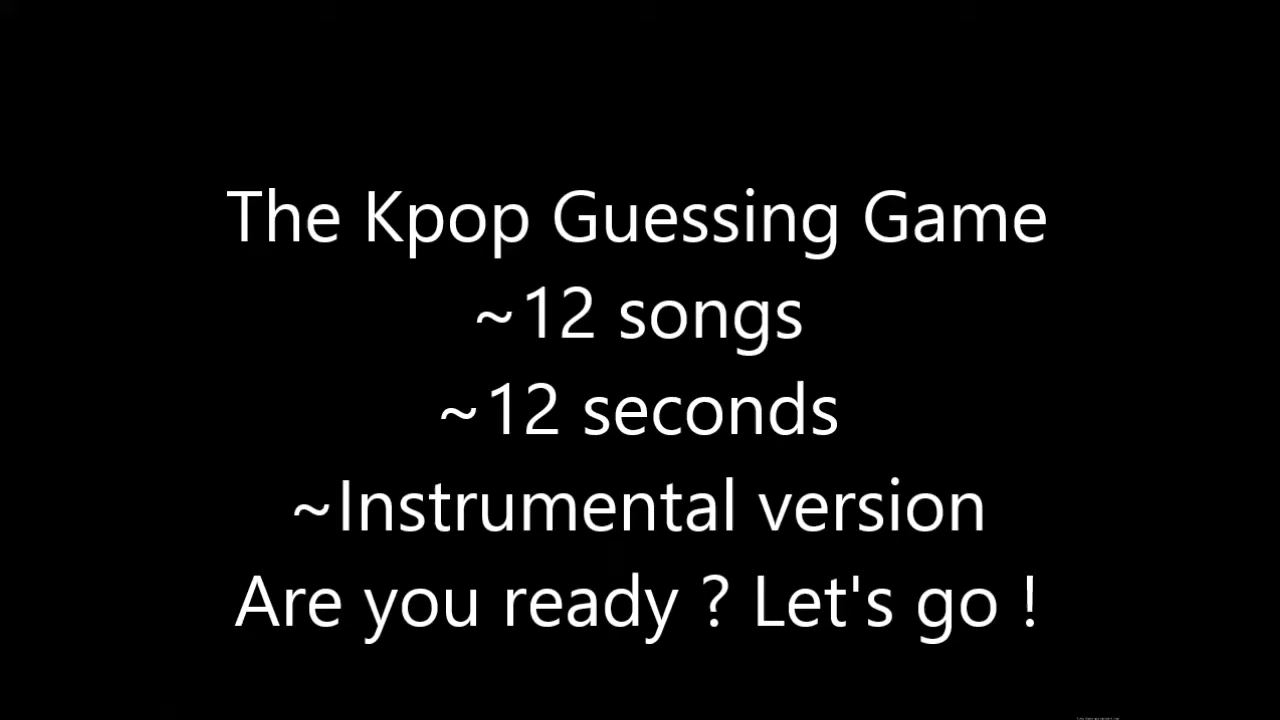 The Kpop Guessing Game
~12 songs
~12 seconds
~Instrumental version
Are you ready ? Let's go !